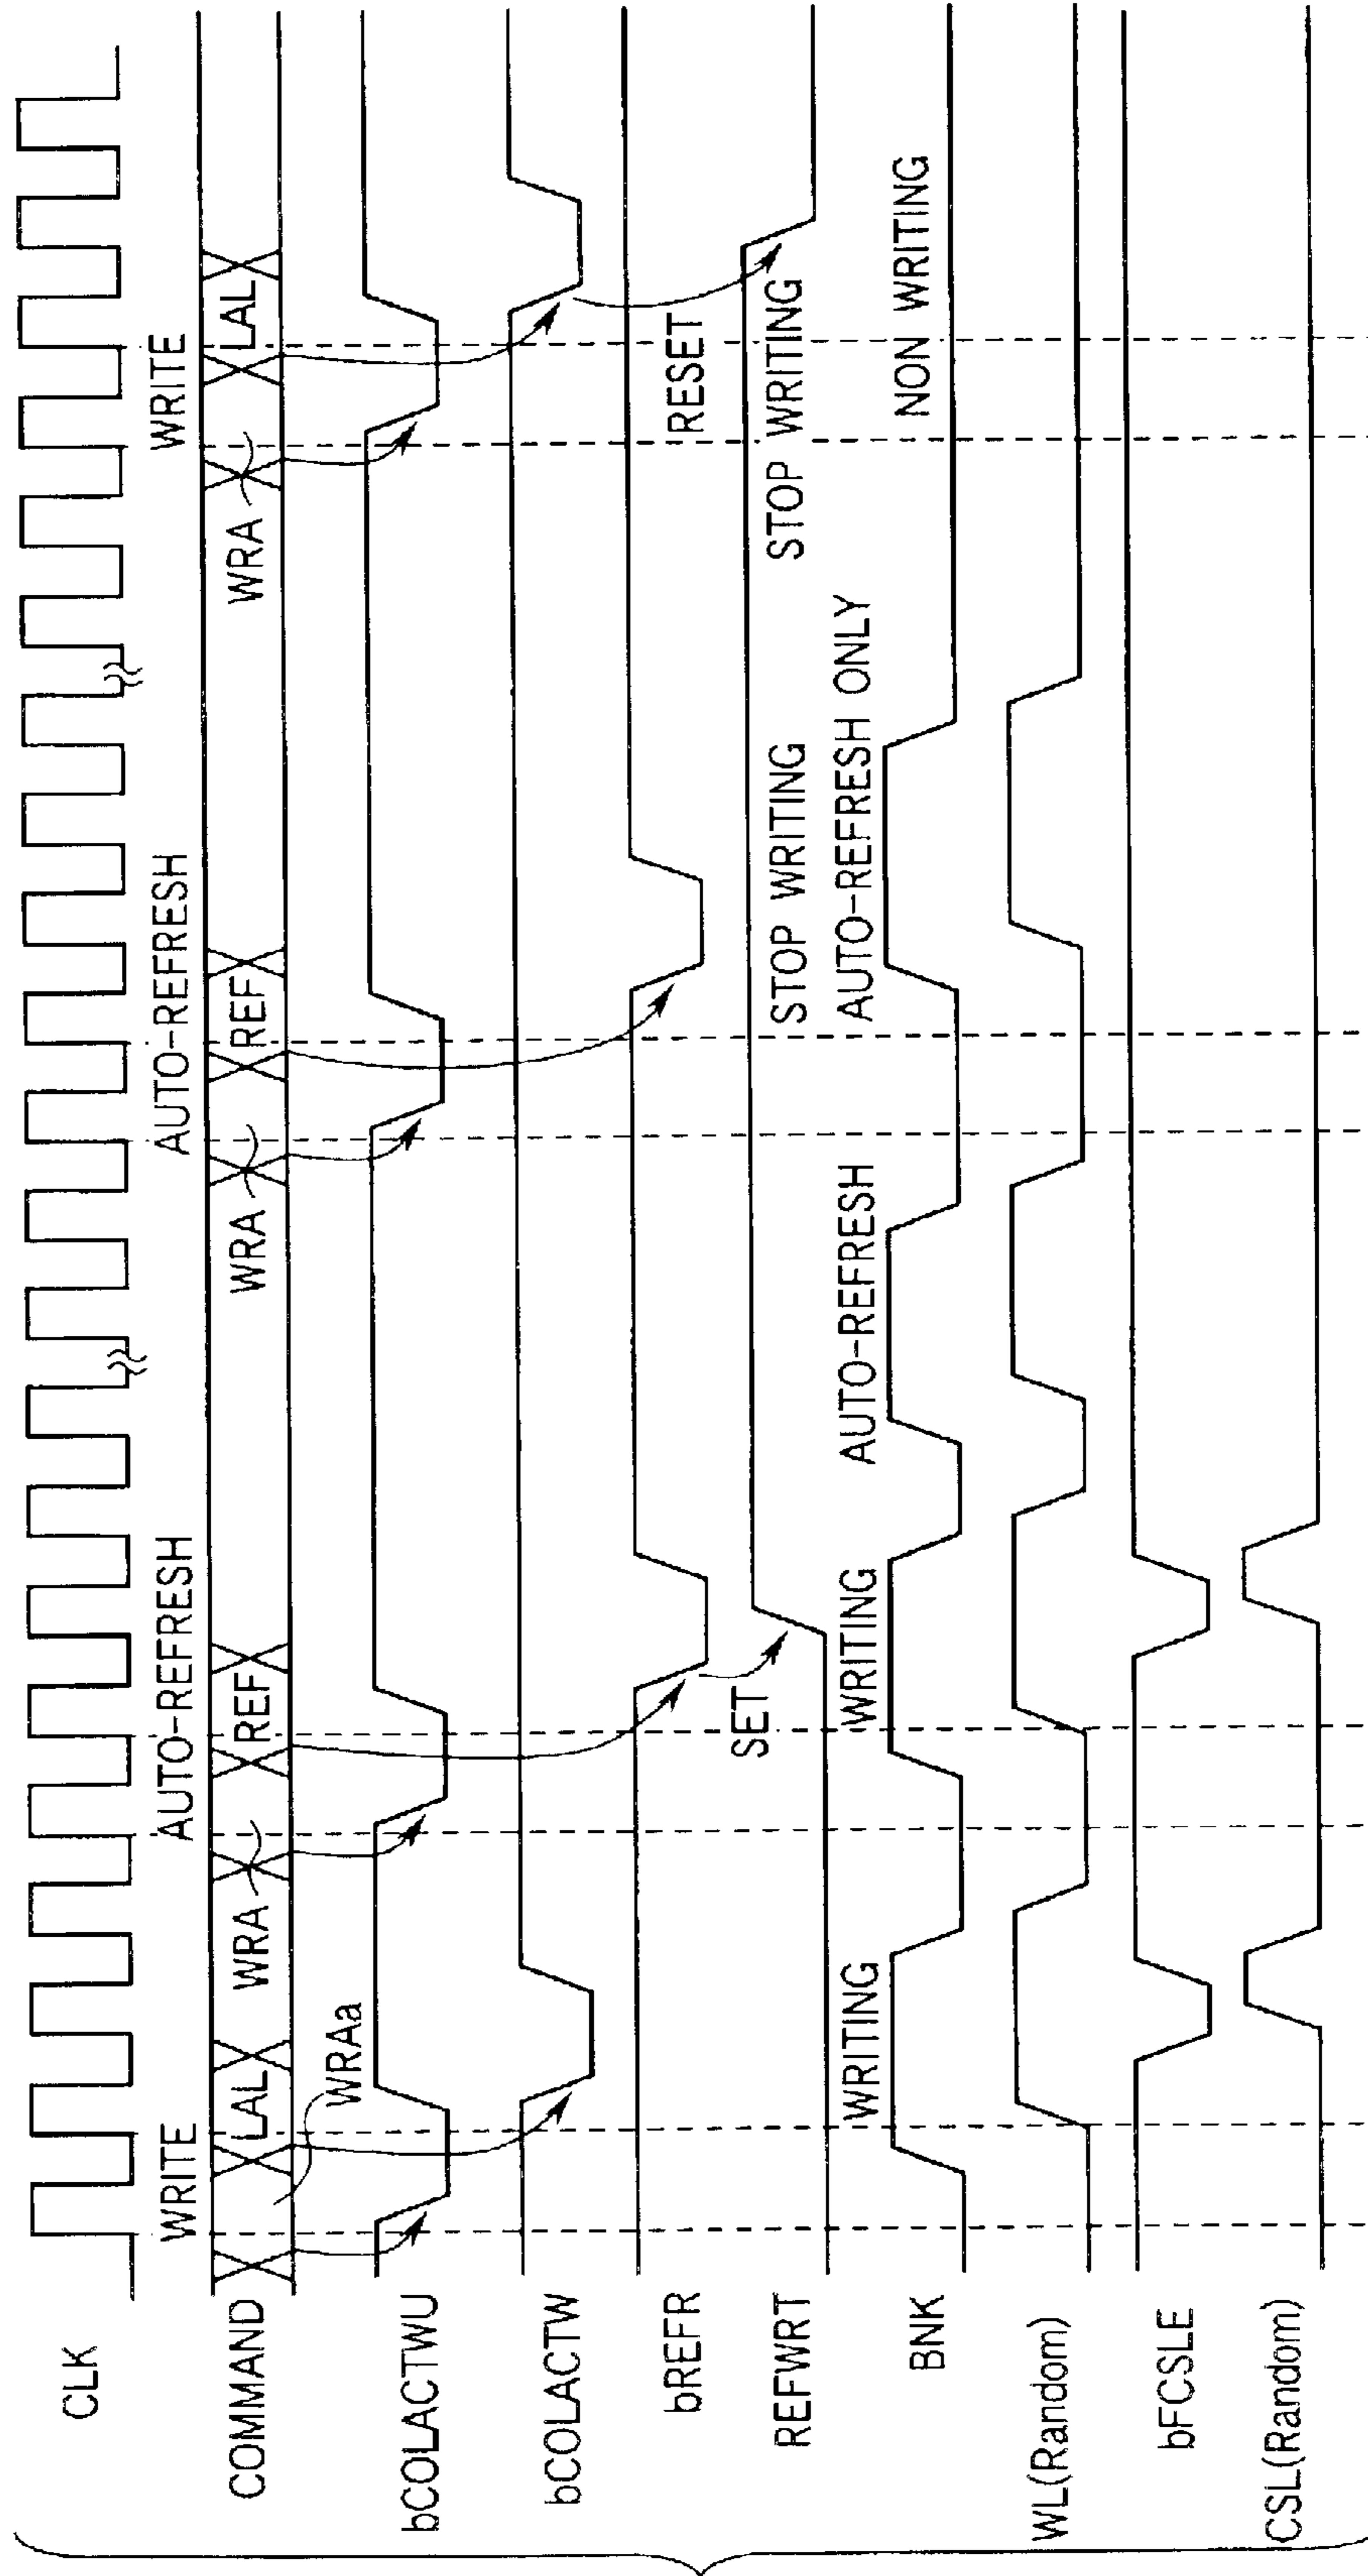 CLK
WRITE AUTO-REFRESH AUTO-REFRESH WRITE
COMMAND LAL WRA REF WRA REF WRA LAL
WRAa
bCOLACTWU
bCOLACTW
bREFR
SET RESET
REFWRT STOP WRITING STOP WRITING
WRITING WRITING AUTO-REFRESH AUTO-REFRESH ONLY NON WRITING
BNK
WL(Random)
bFCSLE
CSL(Random)